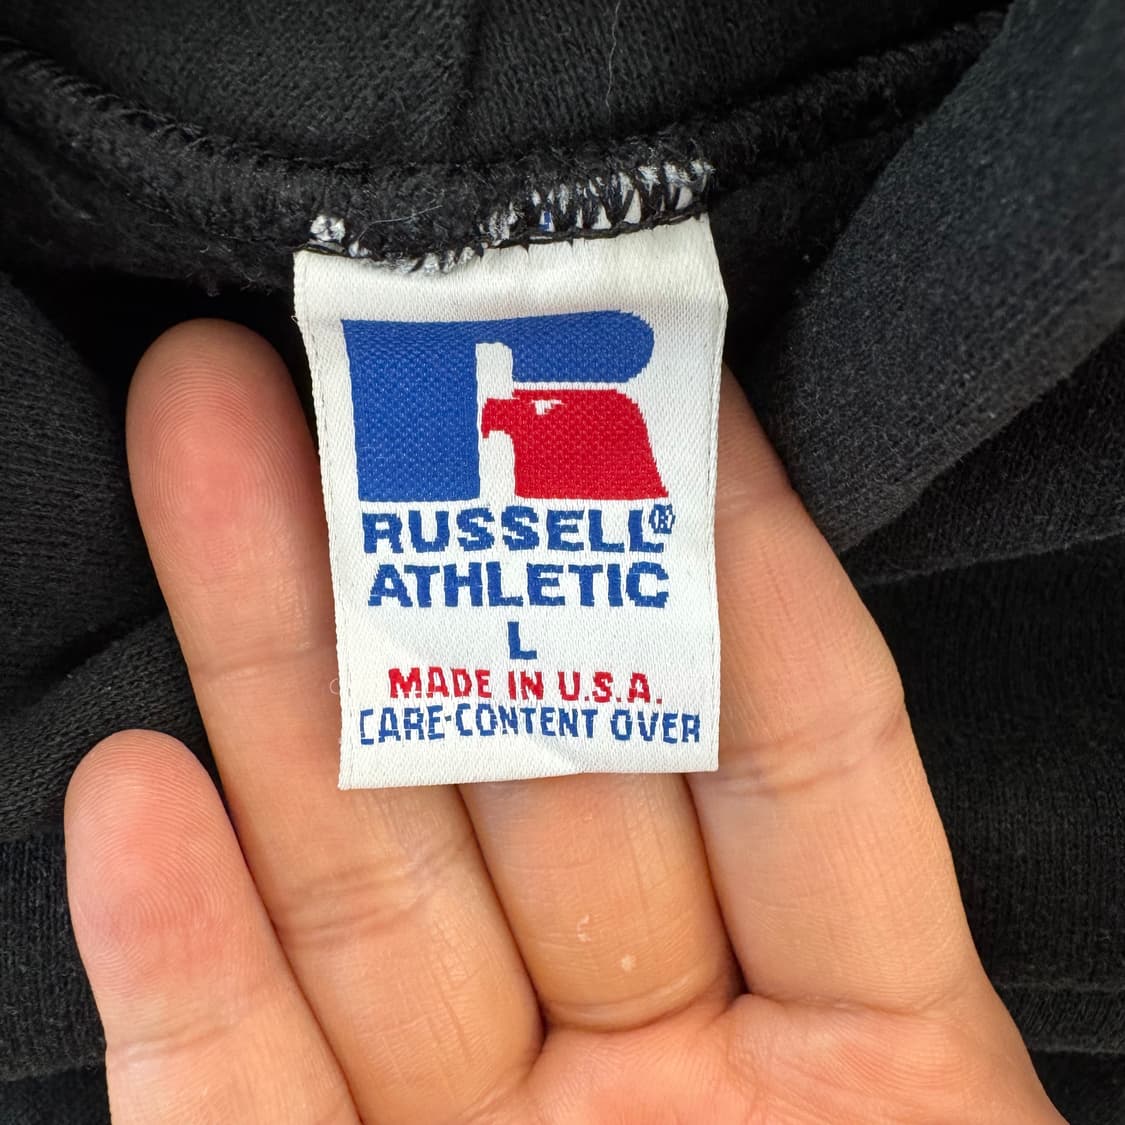 RUSSELL®
ATHLETIC
L
MADE IN U.S.A.
CARE-CONTENT OVER